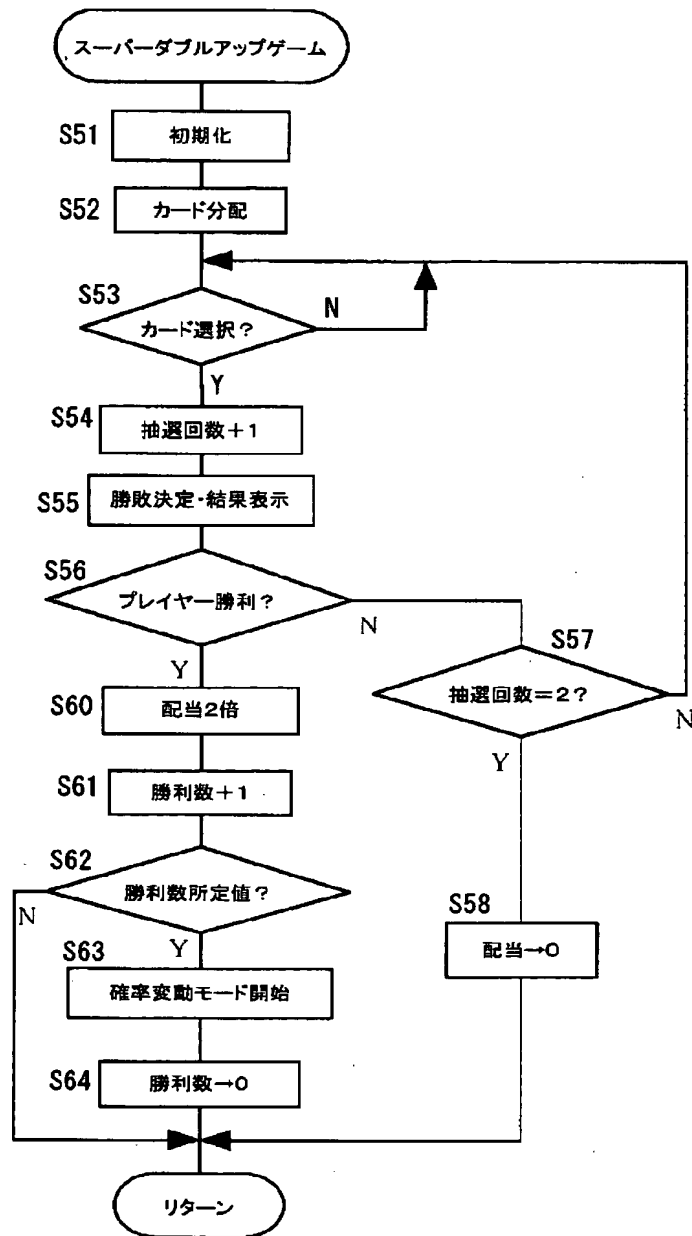 スーパーダブルアップゲーム
S51
初期化
S52
カード分配
S53
カード選択?
N
Y
S54
抽選回数+1
S55
勝敗決定・結果表示
S56
プレイヤー勝利?
N
Y
S57
抽選回数=2?
N
Y
S60
配当2倍
S61
勝利数+1
S62
勝利数所定値?
N
Y
S58
配当→0
S63
確率変動モード開始
S64
勝利数→0
リターン